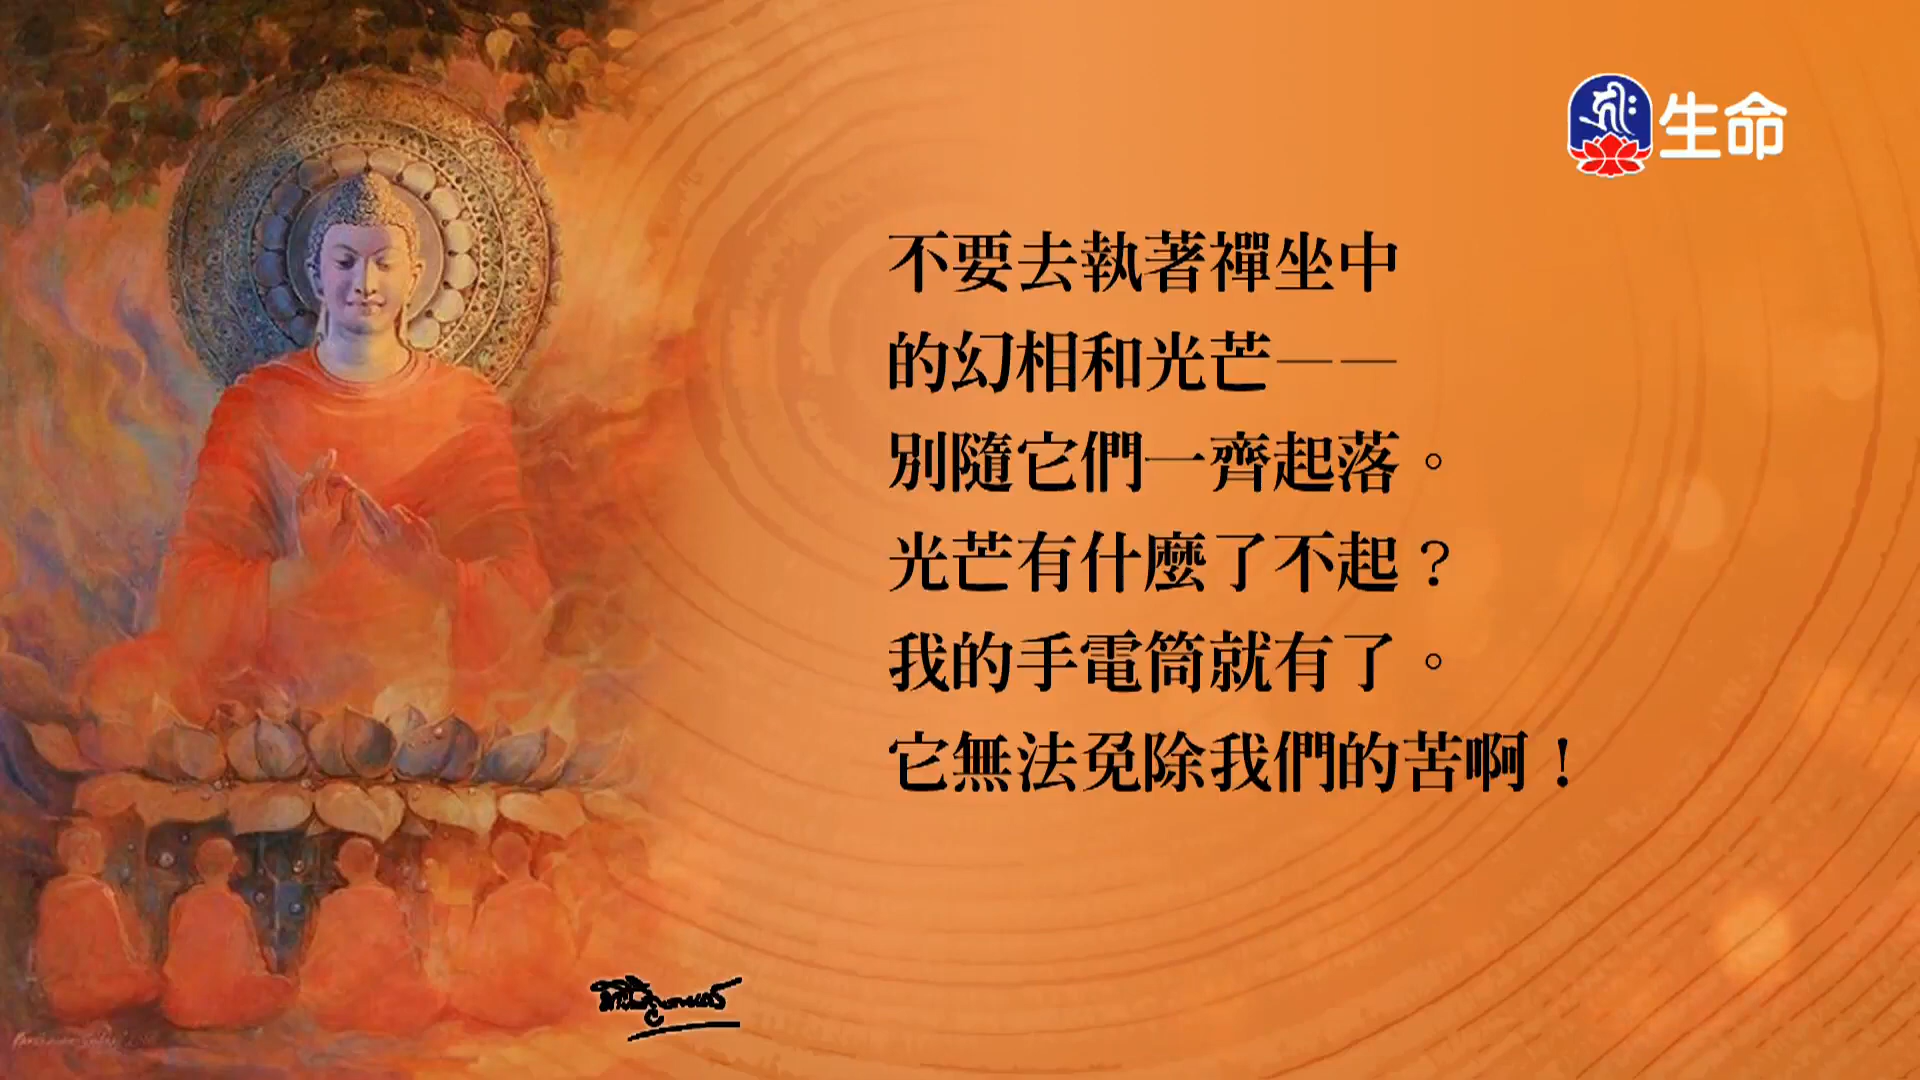 生命
不要去執著禪坐中
的幻相和光芒——
別隨它們一齊起落。
光芒有什麼了不起？
我的手電筒就有了。
它無法免除我們的苦啊！